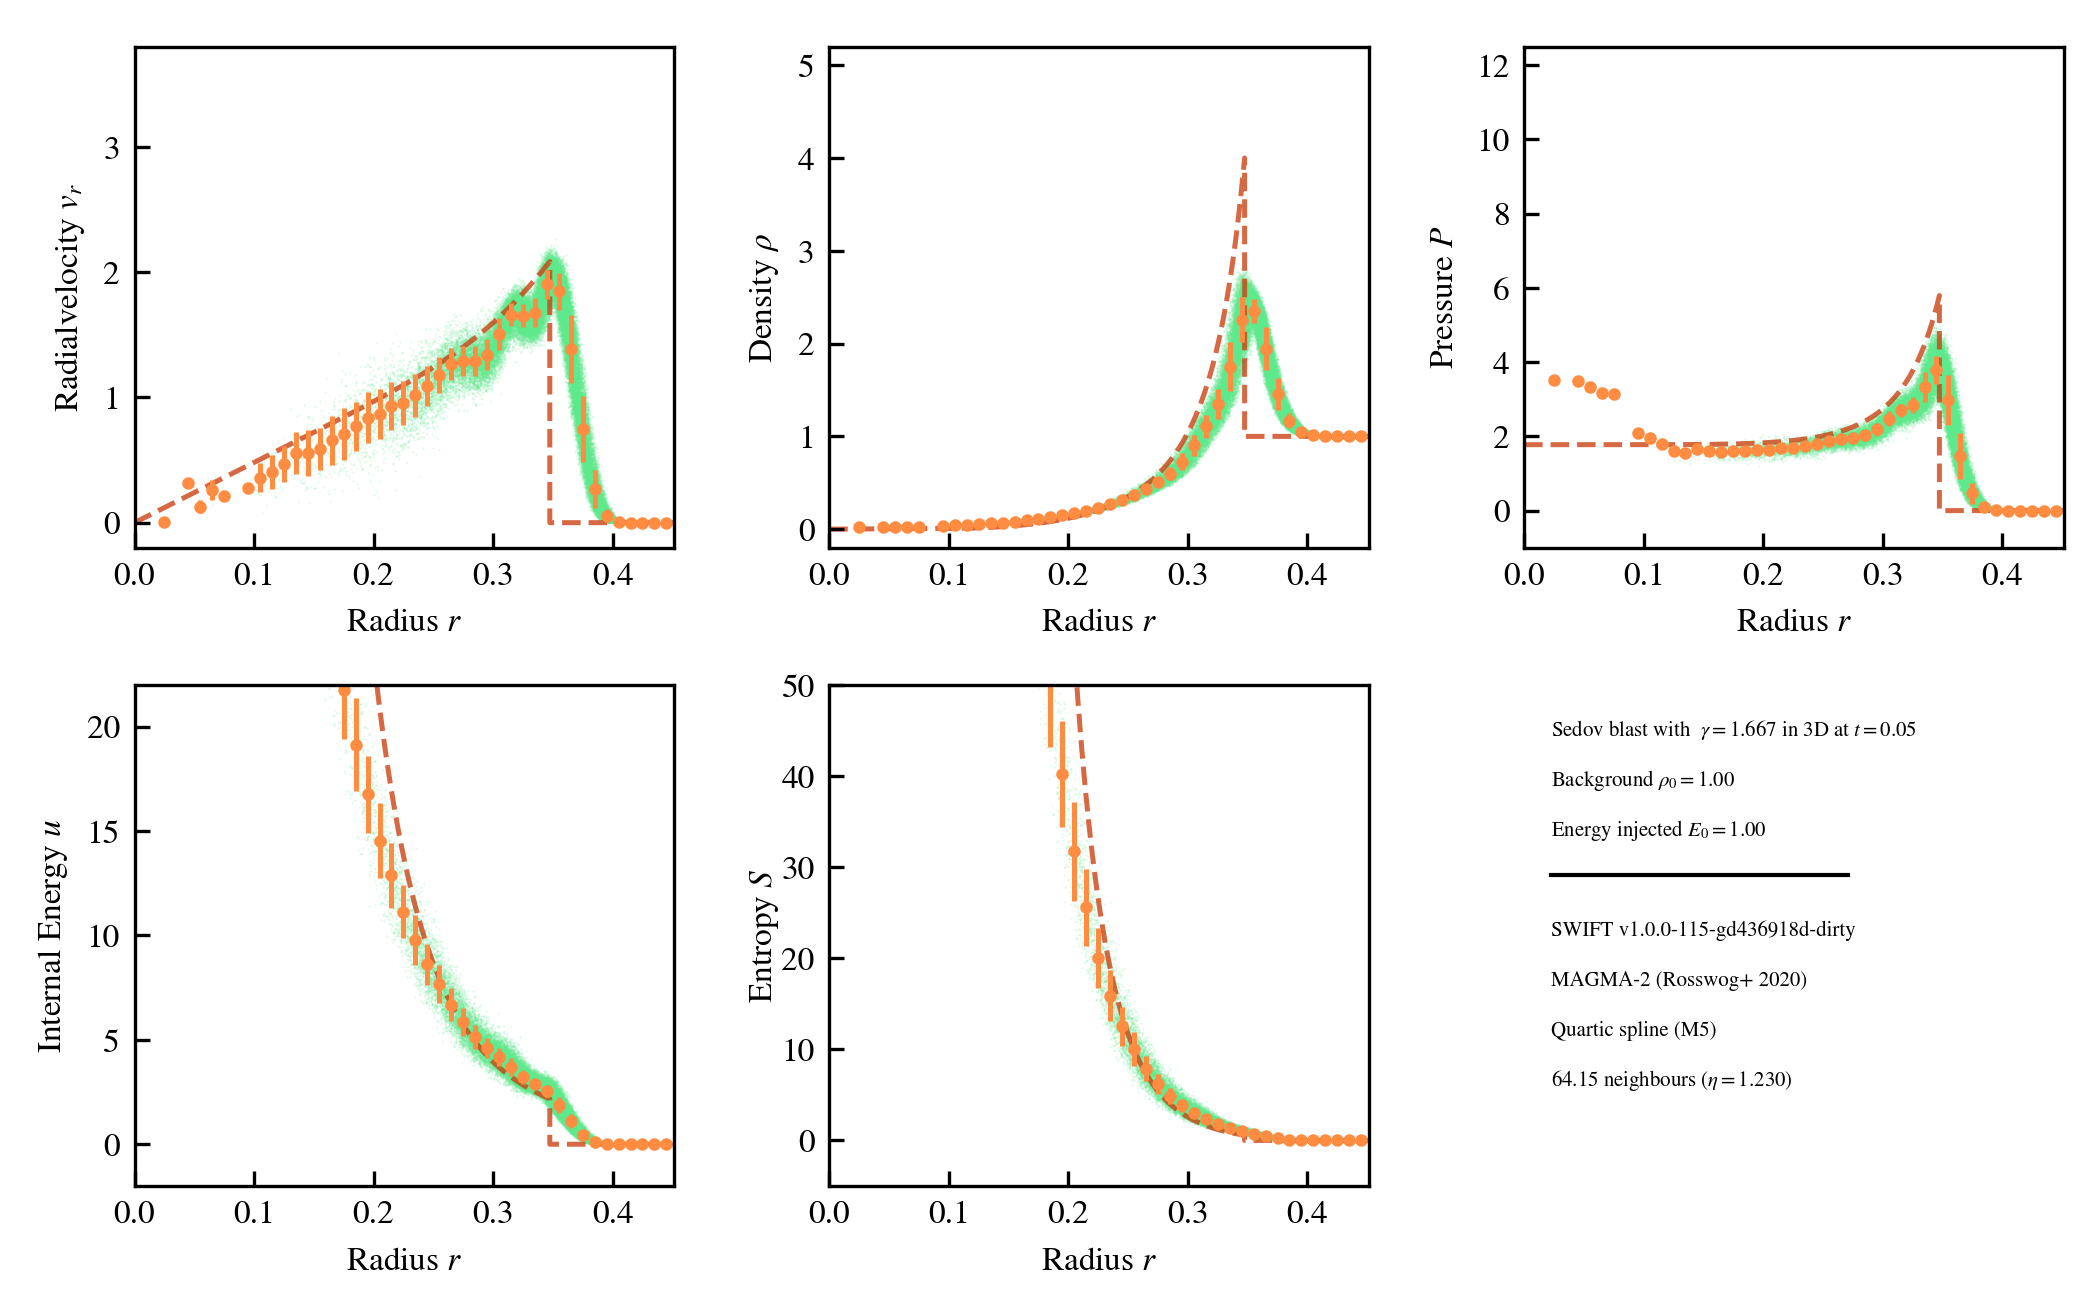 3
2
1
0
Radialvelocity v_r
0.0 0.1 0.2 0.3 0.4
Radius r
5
4
3
2
1
0
Density ρ
0.0 0.1 0.2 0.3 0.4
Radius r
12
10
8
6
4
2
0
Pressure P
0.0 0.1 0.2 0.3 0.4
Radius r
20
15
10
5
0
Internal Energy u
0.0 0.1 0.2 0.3 0.4
Radius r
50
40
30
20
10
0
Entropy S
0.0 0.1 0.2 0.3 0.4
Radius r
Sedov blast with γ = 1.667 in 3D at t = 0.05
Background ρ₀ = 1.00
Energy injected E₀ = 1.00
SWIFT v1.0.0-115-gd436918d-dirty
MAGMA-2 (Rosswog+ 2020)
Quartic spline (M5)
64.15 neighbours (η = 1.230)